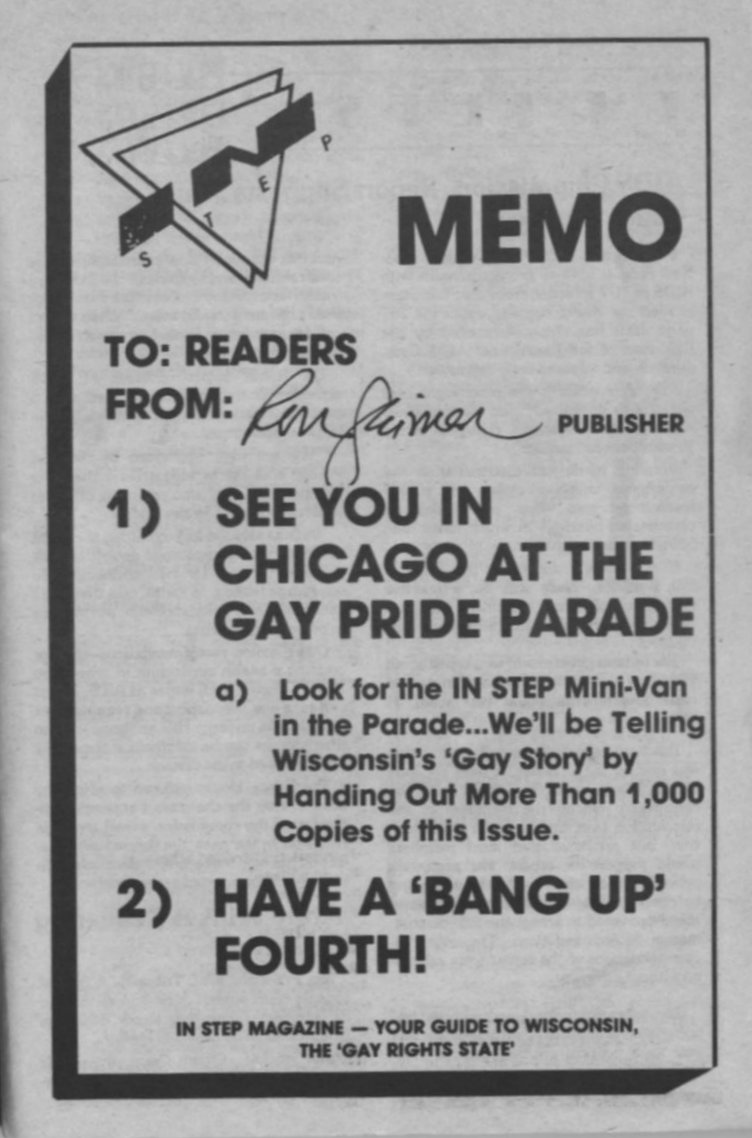 S T E P
MEMO
TO: READERS
FROM: Ron Geiman PUBLISHER
1) SEE YOU IN
CHICAGO AT THE
GAY PRIDE PARADE
a) Look for the IN STEP Mini-Van
in the Parade...We'll be Telling
Wisconsin's 'Gay Story' by
Handing Out More Than 1,000
Copies of this Issue.
2) HAVE A 'BANG UP'
FOURTH!
IN STEP MAGAZINE — YOUR GUIDE TO WISCONSIN,
THE 'GAY RIGHTS STATE'